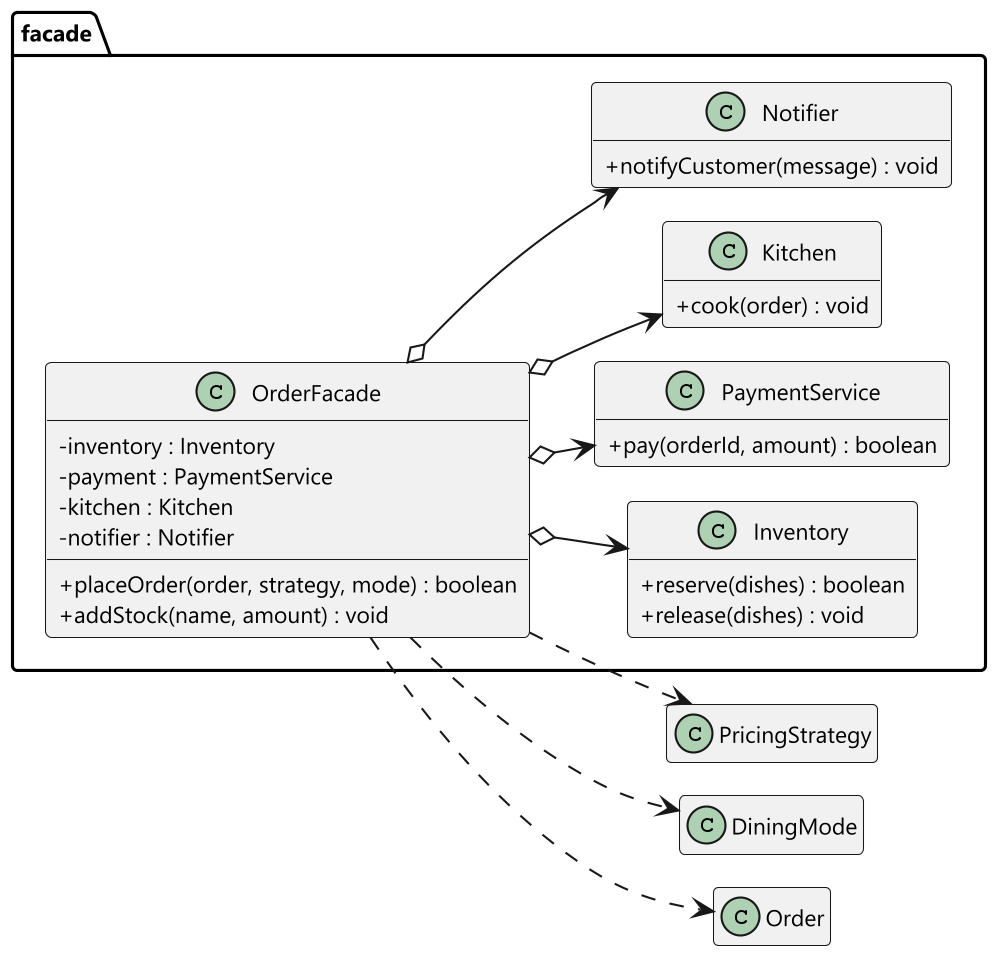 facade
C Notifier
+notifyCustomer(message) : void
C Kitchen
+cook(order) : void
C OrderFacade
-inventory : Inventory
-payment : PaymentService
-kitchen : Kitchen
-notifier : Notifier
+placeOrder(order, strategy, mode) : boolean
+addStock(name, amount) : void
C PaymentService
+pay(orderId, amount) : boolean
C Inventory
+reserve(dishes) : boolean
+release(dishes) : void
C PricingStrategy
C DiningMode
C Order